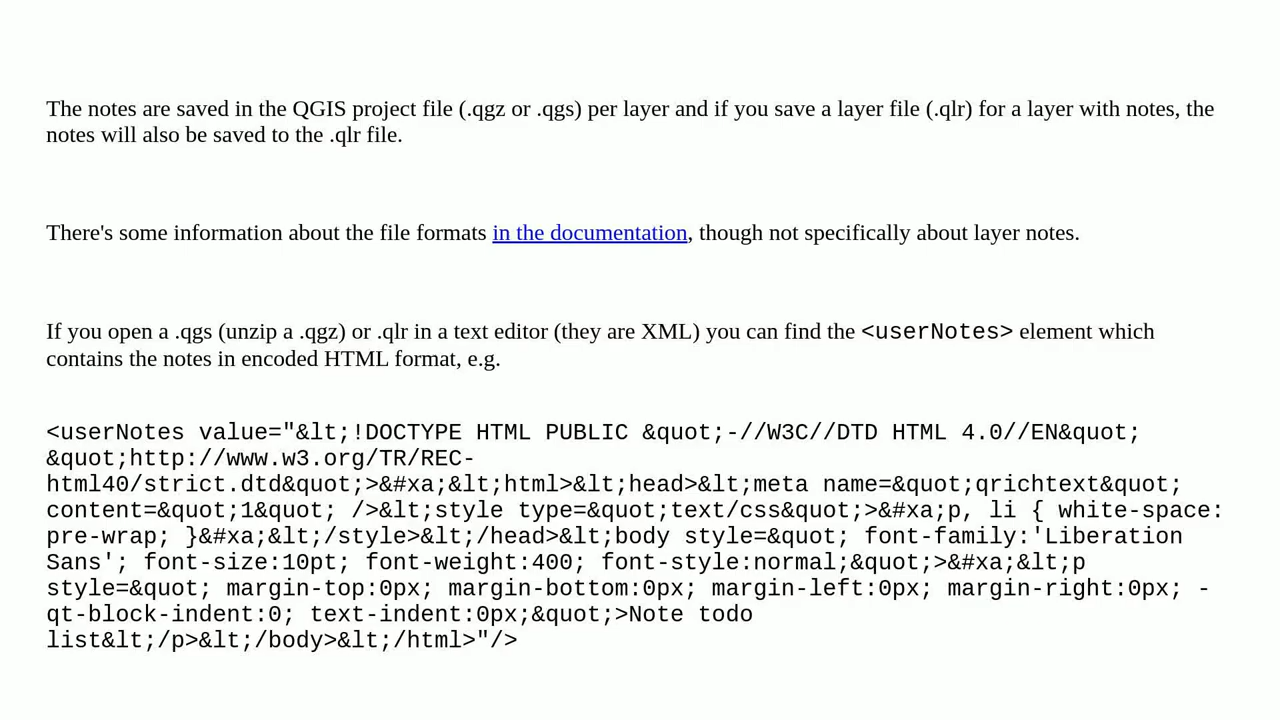 The notes are saved in the QGIS project file (.qgz or .qgs) per layer and if you save a layer file (.qlr) for a layer with notes, the
notes will also be saved to the .qlr file.
There's some information about the file formats in the documentation, though not specifically about layer notes.
If you open a .qgs (unzip a .qgz) or .qlr in a text editor (they are XML) you can find the <userNotes> element which
contains the notes in encoded HTML format, e.g.
<userNotes value="&lt;!DOCTYPE HTML PUBLIC &quot;-//W3C//DTD HTML 4.0//EN&quot;
&quot;http://www.w3.org/TR/REC-
html40/strict.dtd&quot;>&#xa;&lt;html>&lt;head>&lt;meta name=&quot;qrichtext&quot;
content=&quot;1&quot; />&lt;style type=&quot;text/css&quot;>&#xa;p, li { white-space:
pre-wrap; }&#xa;&lt;/style>&lt;/head>&lt;body style=&quot; font-family:'Liberation
Sans'; font-size:10pt; font-weight:400; font-style:normal;&quot;>&#xa;&lt;p
style=&quot; margin-top:0px; margin-bottom:0px; margin-left:0px; margin-right:0px; -
qt-block-indent:0; text-indent:0px;&quot;>Note todo
list&lt;/p>&lt;/body>&lt;/html>"/>